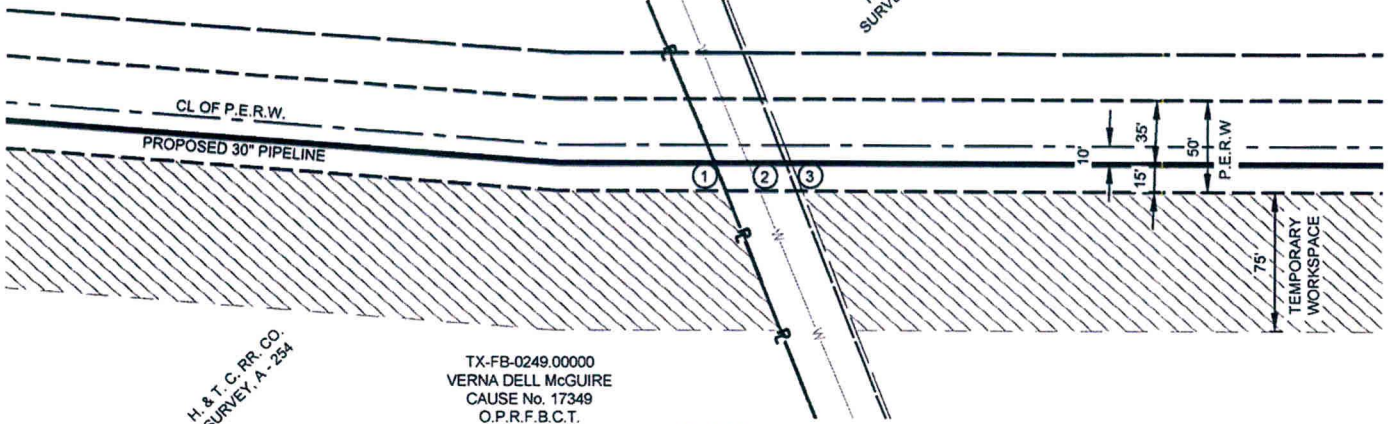 SURVE
CL OF P.E.R.W.
PROPOSED 30" PIPELINE
1
2
3
10'
15'
35'
50'
P.E.R.W
75'
TEMPORARY
WORKSPACE
W
W
H. & T. C. RR. CO.
SURVEY, A - 254
TX-FB-0249.00000
VERNA DELL McGUIRE
CAUSE No. 17349
O.P.R.F.B.C.T.